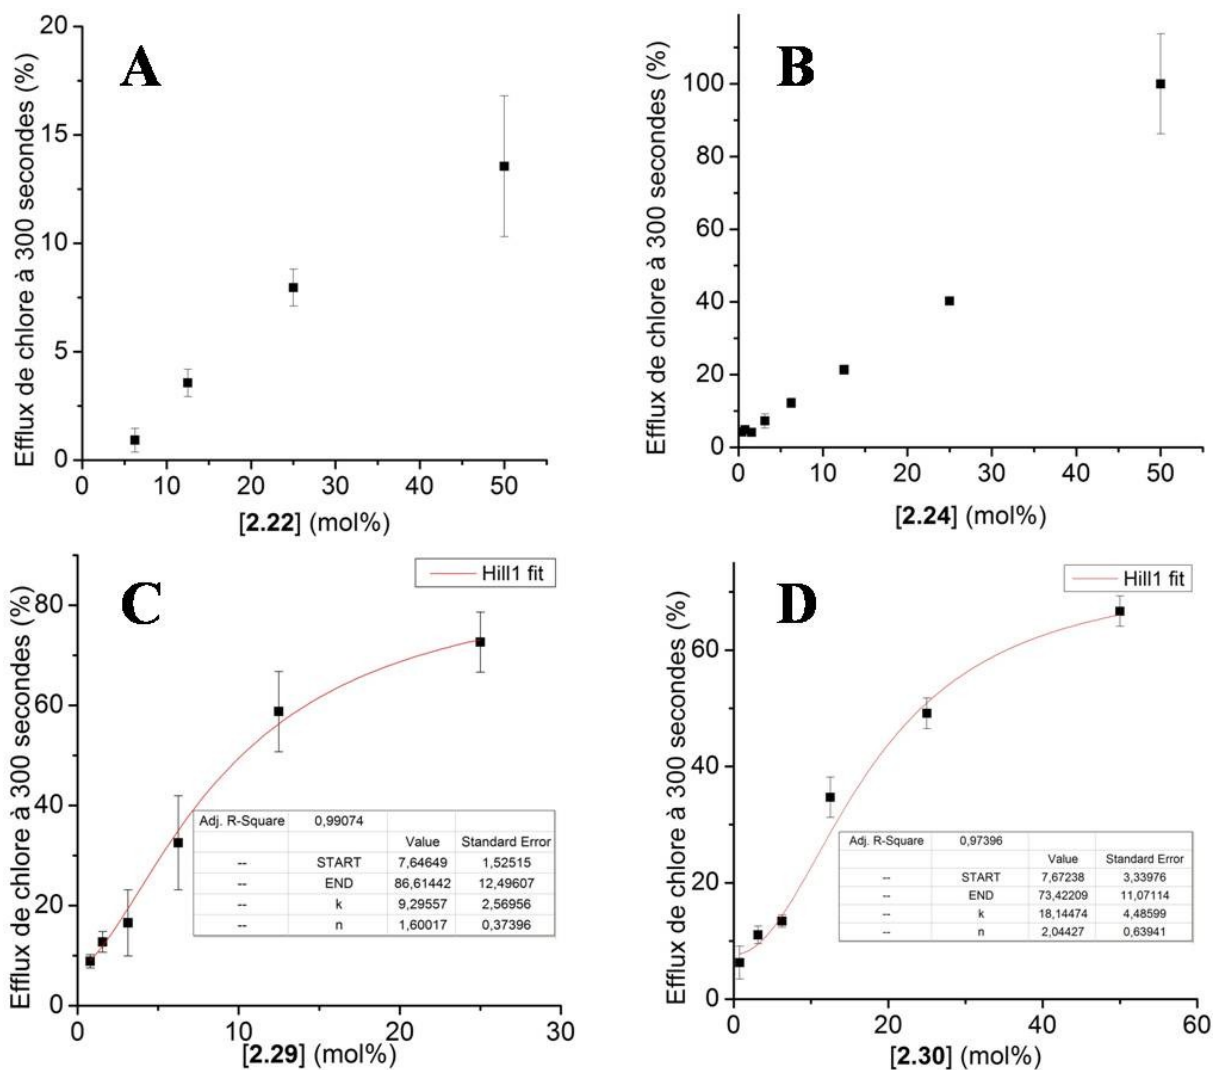 A
Efflux de chlore à 300 secondes (%)
20
15
10
5
0
0 10 20 30 40 50
[2.22] (mol%)
B
Efflux de chlore à 300 secondes (%)
100
80
60
40
20
0
0 10 20 30 40 50
[2.24] (mol%)
C
Hill1 fit
Efflux de chlore à 300 secondes (%)
80
60
40
20
0
Adj. R-Square 0,99074
Value Standard Error
-- START 7,64649 1,52515
-- END 86,61442 12,49607
-- k 9,29557 2,56956
-- n 1,60017 0,37396
0 10 20 30
[2.29] (mol%)
D
Hill1 fit
Efflux de chlore à 300 secondes (%)
60
40
20
0
Adj. R-Square 0,97396
Value Standard Error
-- START 7,67238 3,33976
-- END 73,42209 11,07114
-- k 18,14474 4,48599
-- n 2,04427 0,63941
0 20 40 60
[2.30] (mol%)